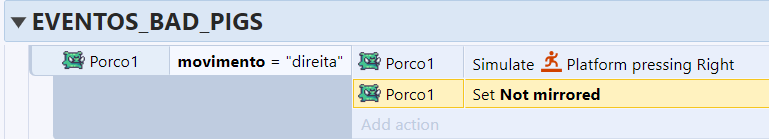 EVENTOS_BAD_PIGS
Porco1 movimento = "direita" Porco1 Simulate Platform pressing Right
Porco1 Set Not mirrored
Add action